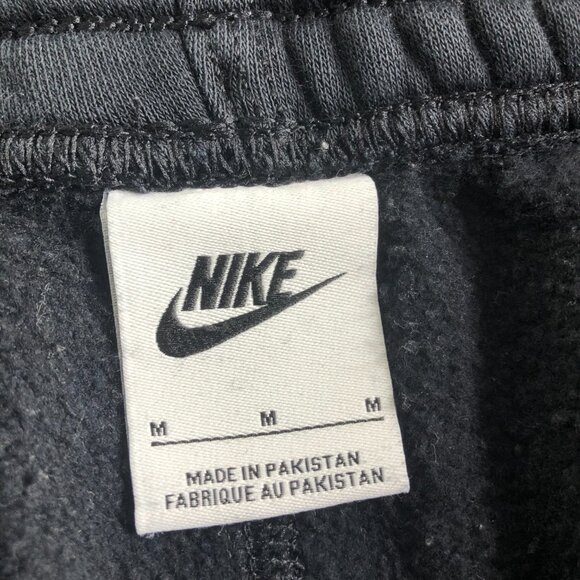 NIKE
M M M
MADE IN PAKISTAN
FABRIQUE AU PAKISTAN